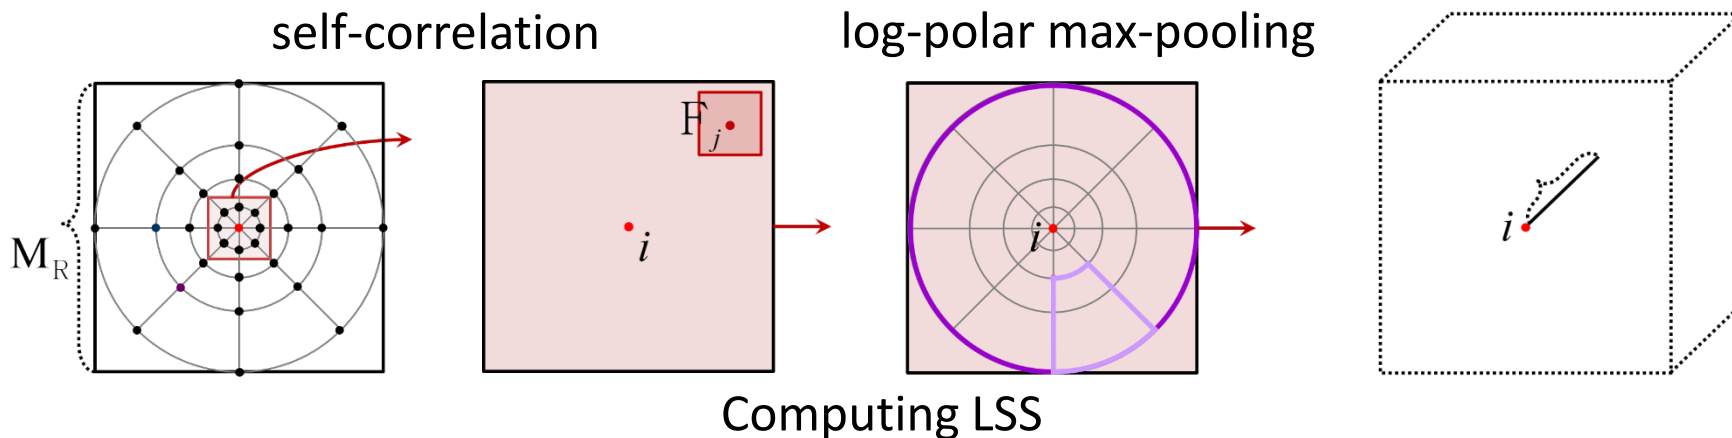 self-correlation
log-polar max-pooling
M_R
F_j
i
i
i
Computing LSS